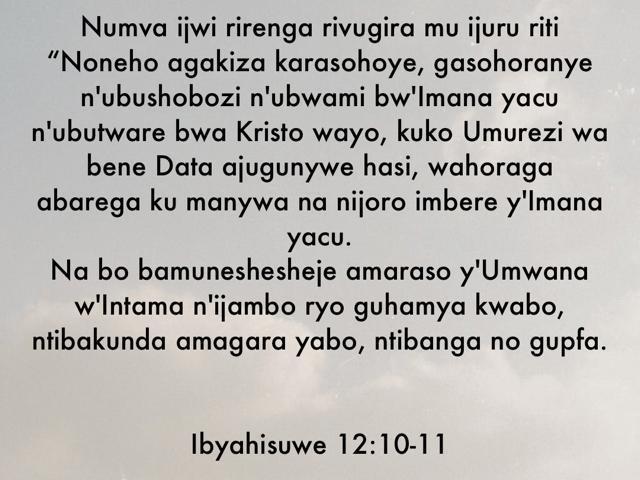 Numva ijwi rirenga rivugira mu ijuru riti
“Noneho agakiza karasohoye, gasohoranye
n'ubushobozi n'ubwami bw'Imana yacu
n'ubutware bwa Kristo wayo, kuko Umurezi wa
bene Data ajugunywe hasi, wahoraga
abarega ku manywa na nijoro imbere y'Imana
yacu.
Na bo bamuneshesheje amaraso y'Umwana
w'Intama n'ijambo ryo guhamya kwabo,
ntibakunda amagara yabo, ntibanga no gupfa.
Ibyahisuwe 12:10-11